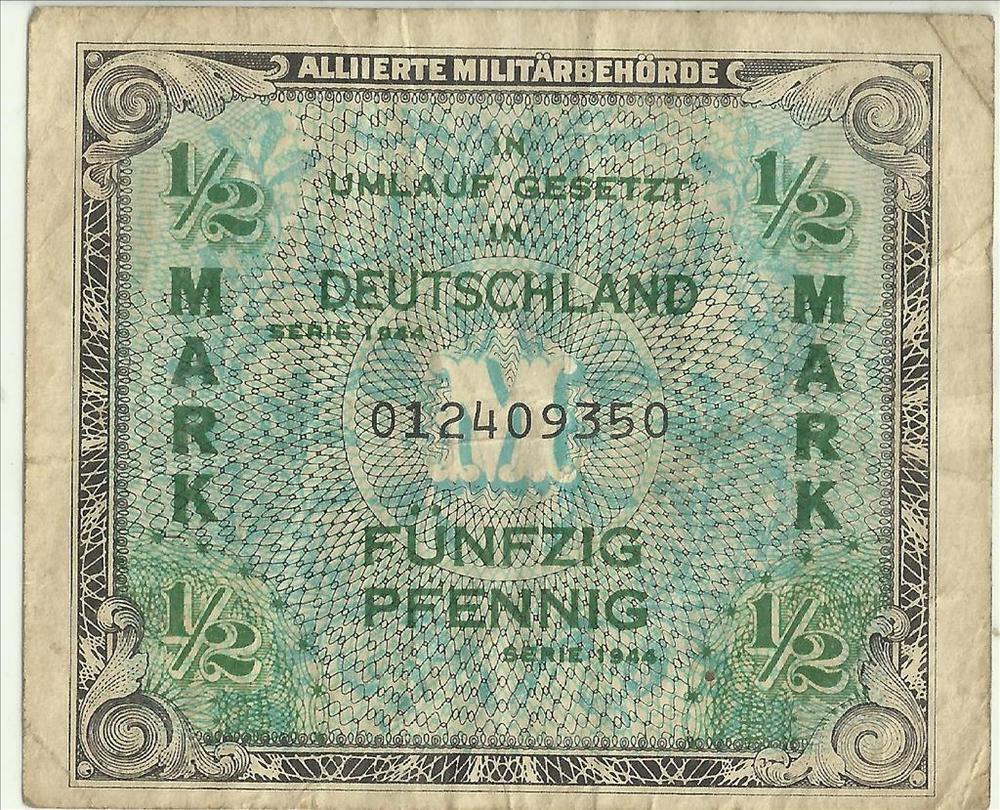 ALLIIERTE MILITÄRBEHÖRDE
1/2
MARK
1/2
MARK
IN
UMLAUF GESETZT
IN
DEUTSCHLAND
SERIE 1944
M
012409350
FÜNFZIG
PFENNIG
SERIE 1944
1/2
1/2